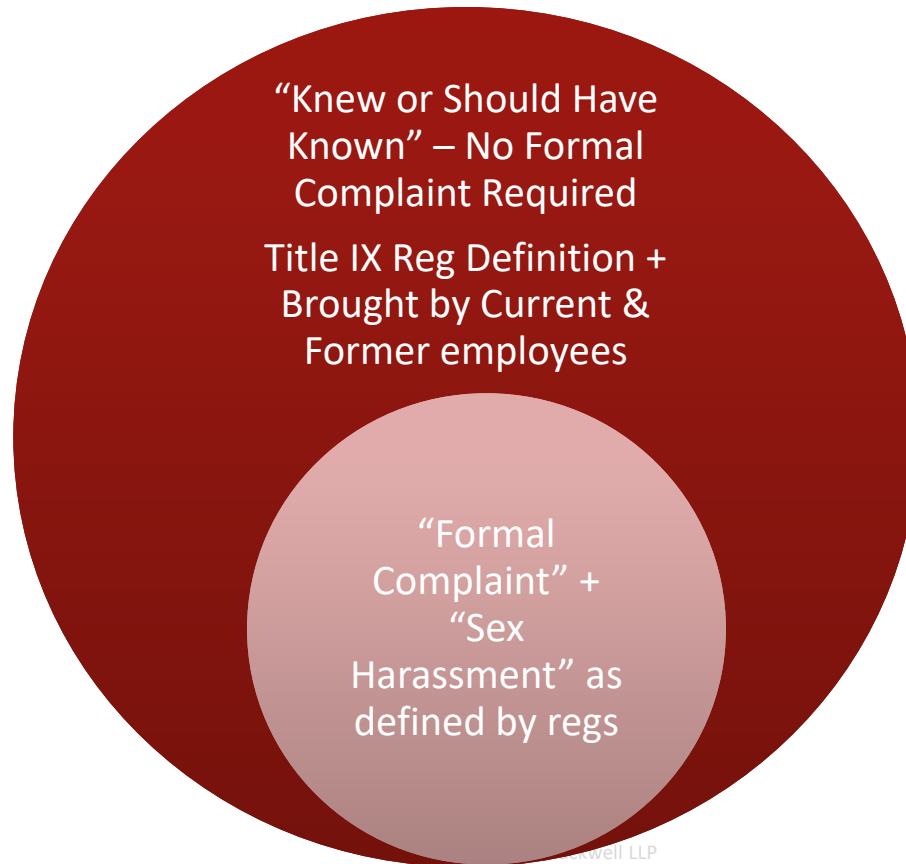 “Knew or Should Have
Known” – No Formal
Complaint Required
Title IX Reg Definition +
Brought by Current &
Former employees
“Formal
Complaint” +
“Sex
Harassment” as
defined by regs
LLP